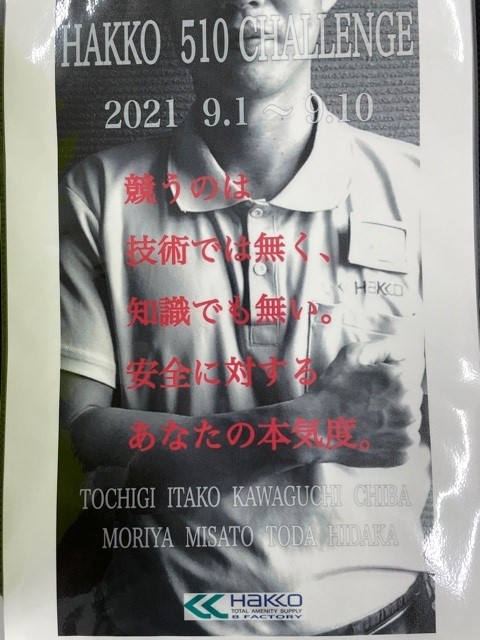 HAKKO 510 CHALLENGE
2021 9.1 ～ 9.10
競うのは
技術では無く、
HAKKO
知識でも無い。
安全に対する
あなたの本気度。
TOCHIGI ITAKO KAWAGUCHI CHIBA
MORIYA MISATO TODA HIDAKA
HAKKO
TOTAL AMENITY SUPPLY
8 FACTORY